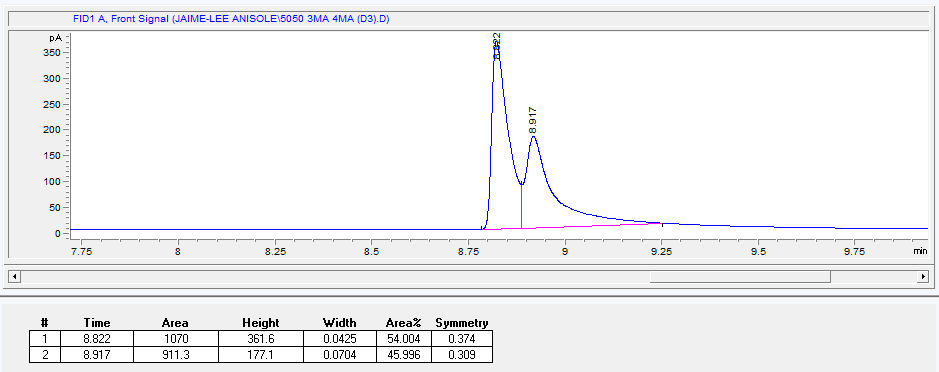 FID1 A, Front Signal (JAIME-LEE ANISOLE\5050 3MA 4MA (D3).D)
pA
350
300
250
200
150
100
50
0
8.822
8.917
7.75 8 8.25 8.5 8.75 9 9.25 9.5 9.75 min
# Time Area Height Width Area% Symmetry
1 8.822 1070 361.6 0.0425 54.004 0.374
2 8.917 911.3 177.1 0.0704 45.996 0.309